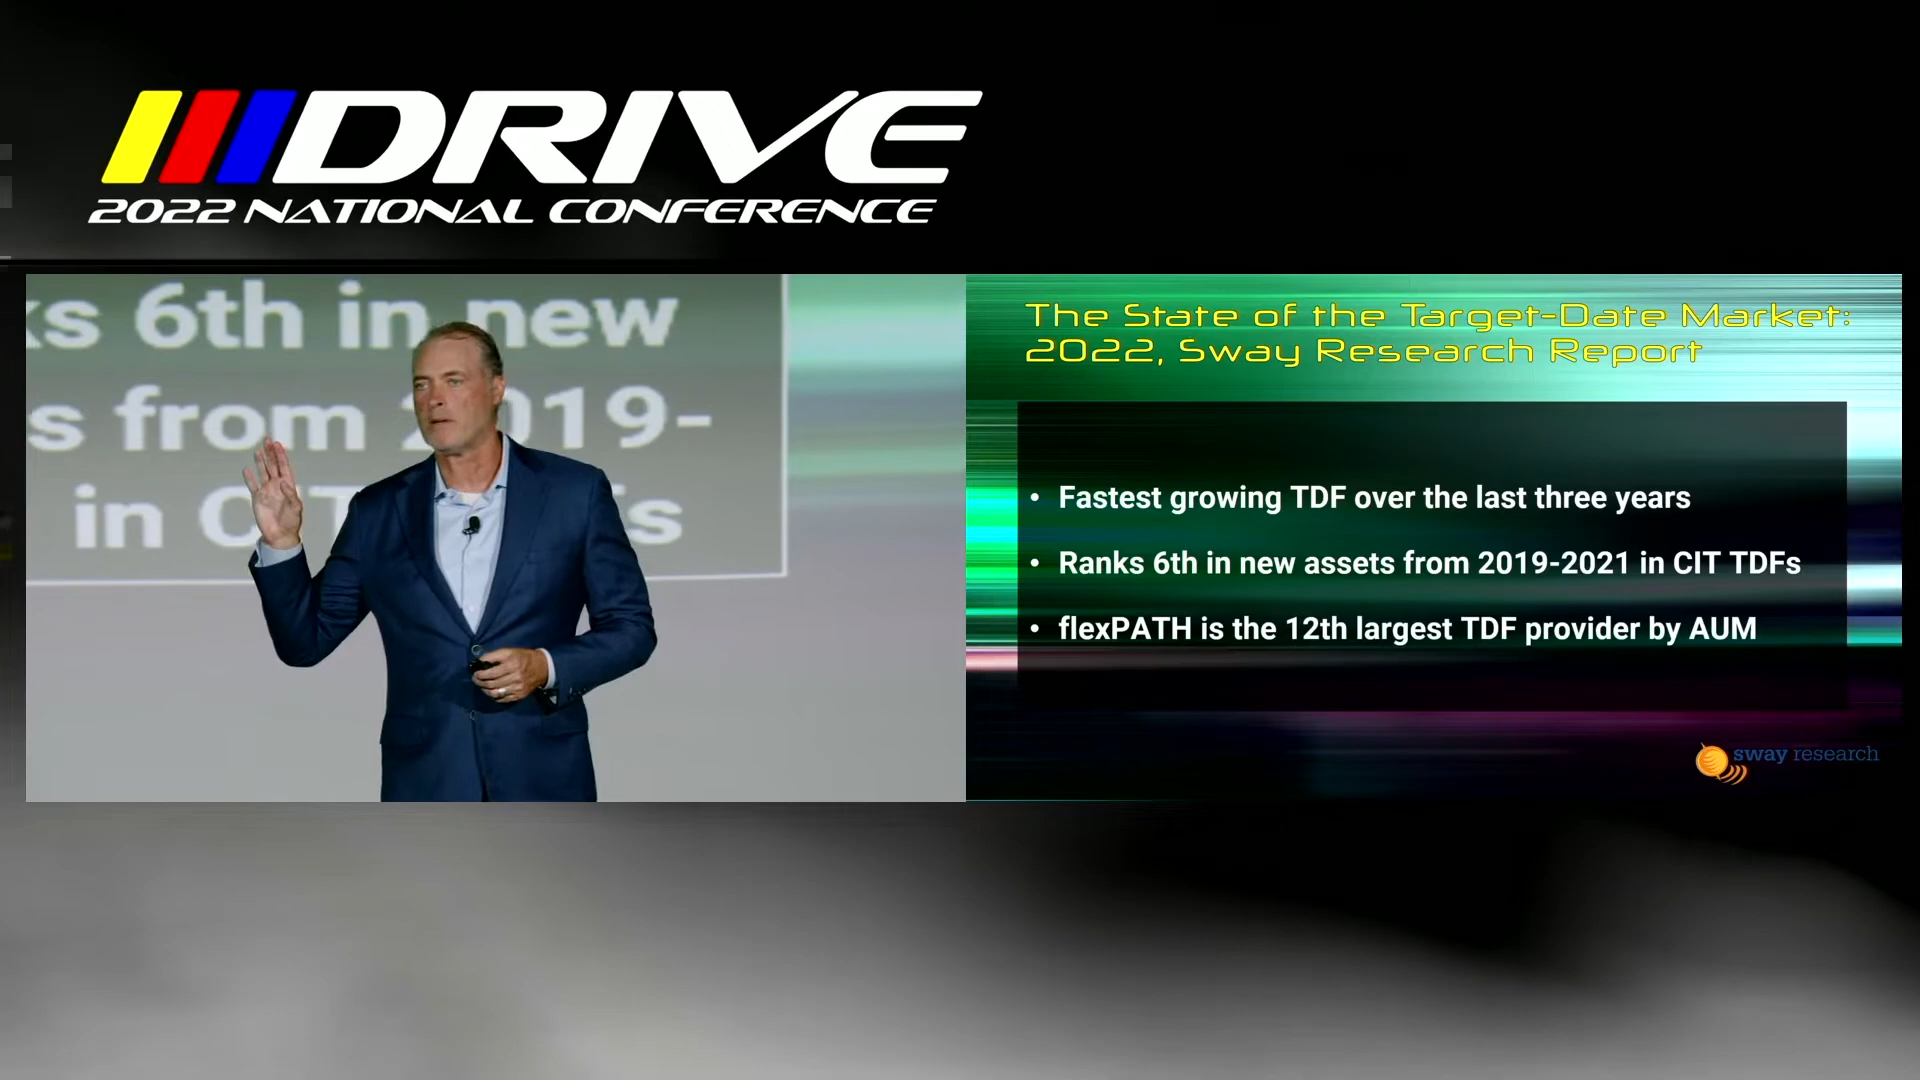 DRIVE
2022 NATIONAL CONFERENCE
ks 6th in new
s from 2019-
in CIT s
The State of the Target-Date Market:
2022, Sway Research Report
• Fastest growing TDF over the last three years
• Ranks 6th in new assets from 2019-2021 in CIT TDFs
• flexPATH is the 12th largest TDF provider by AUM
sway research